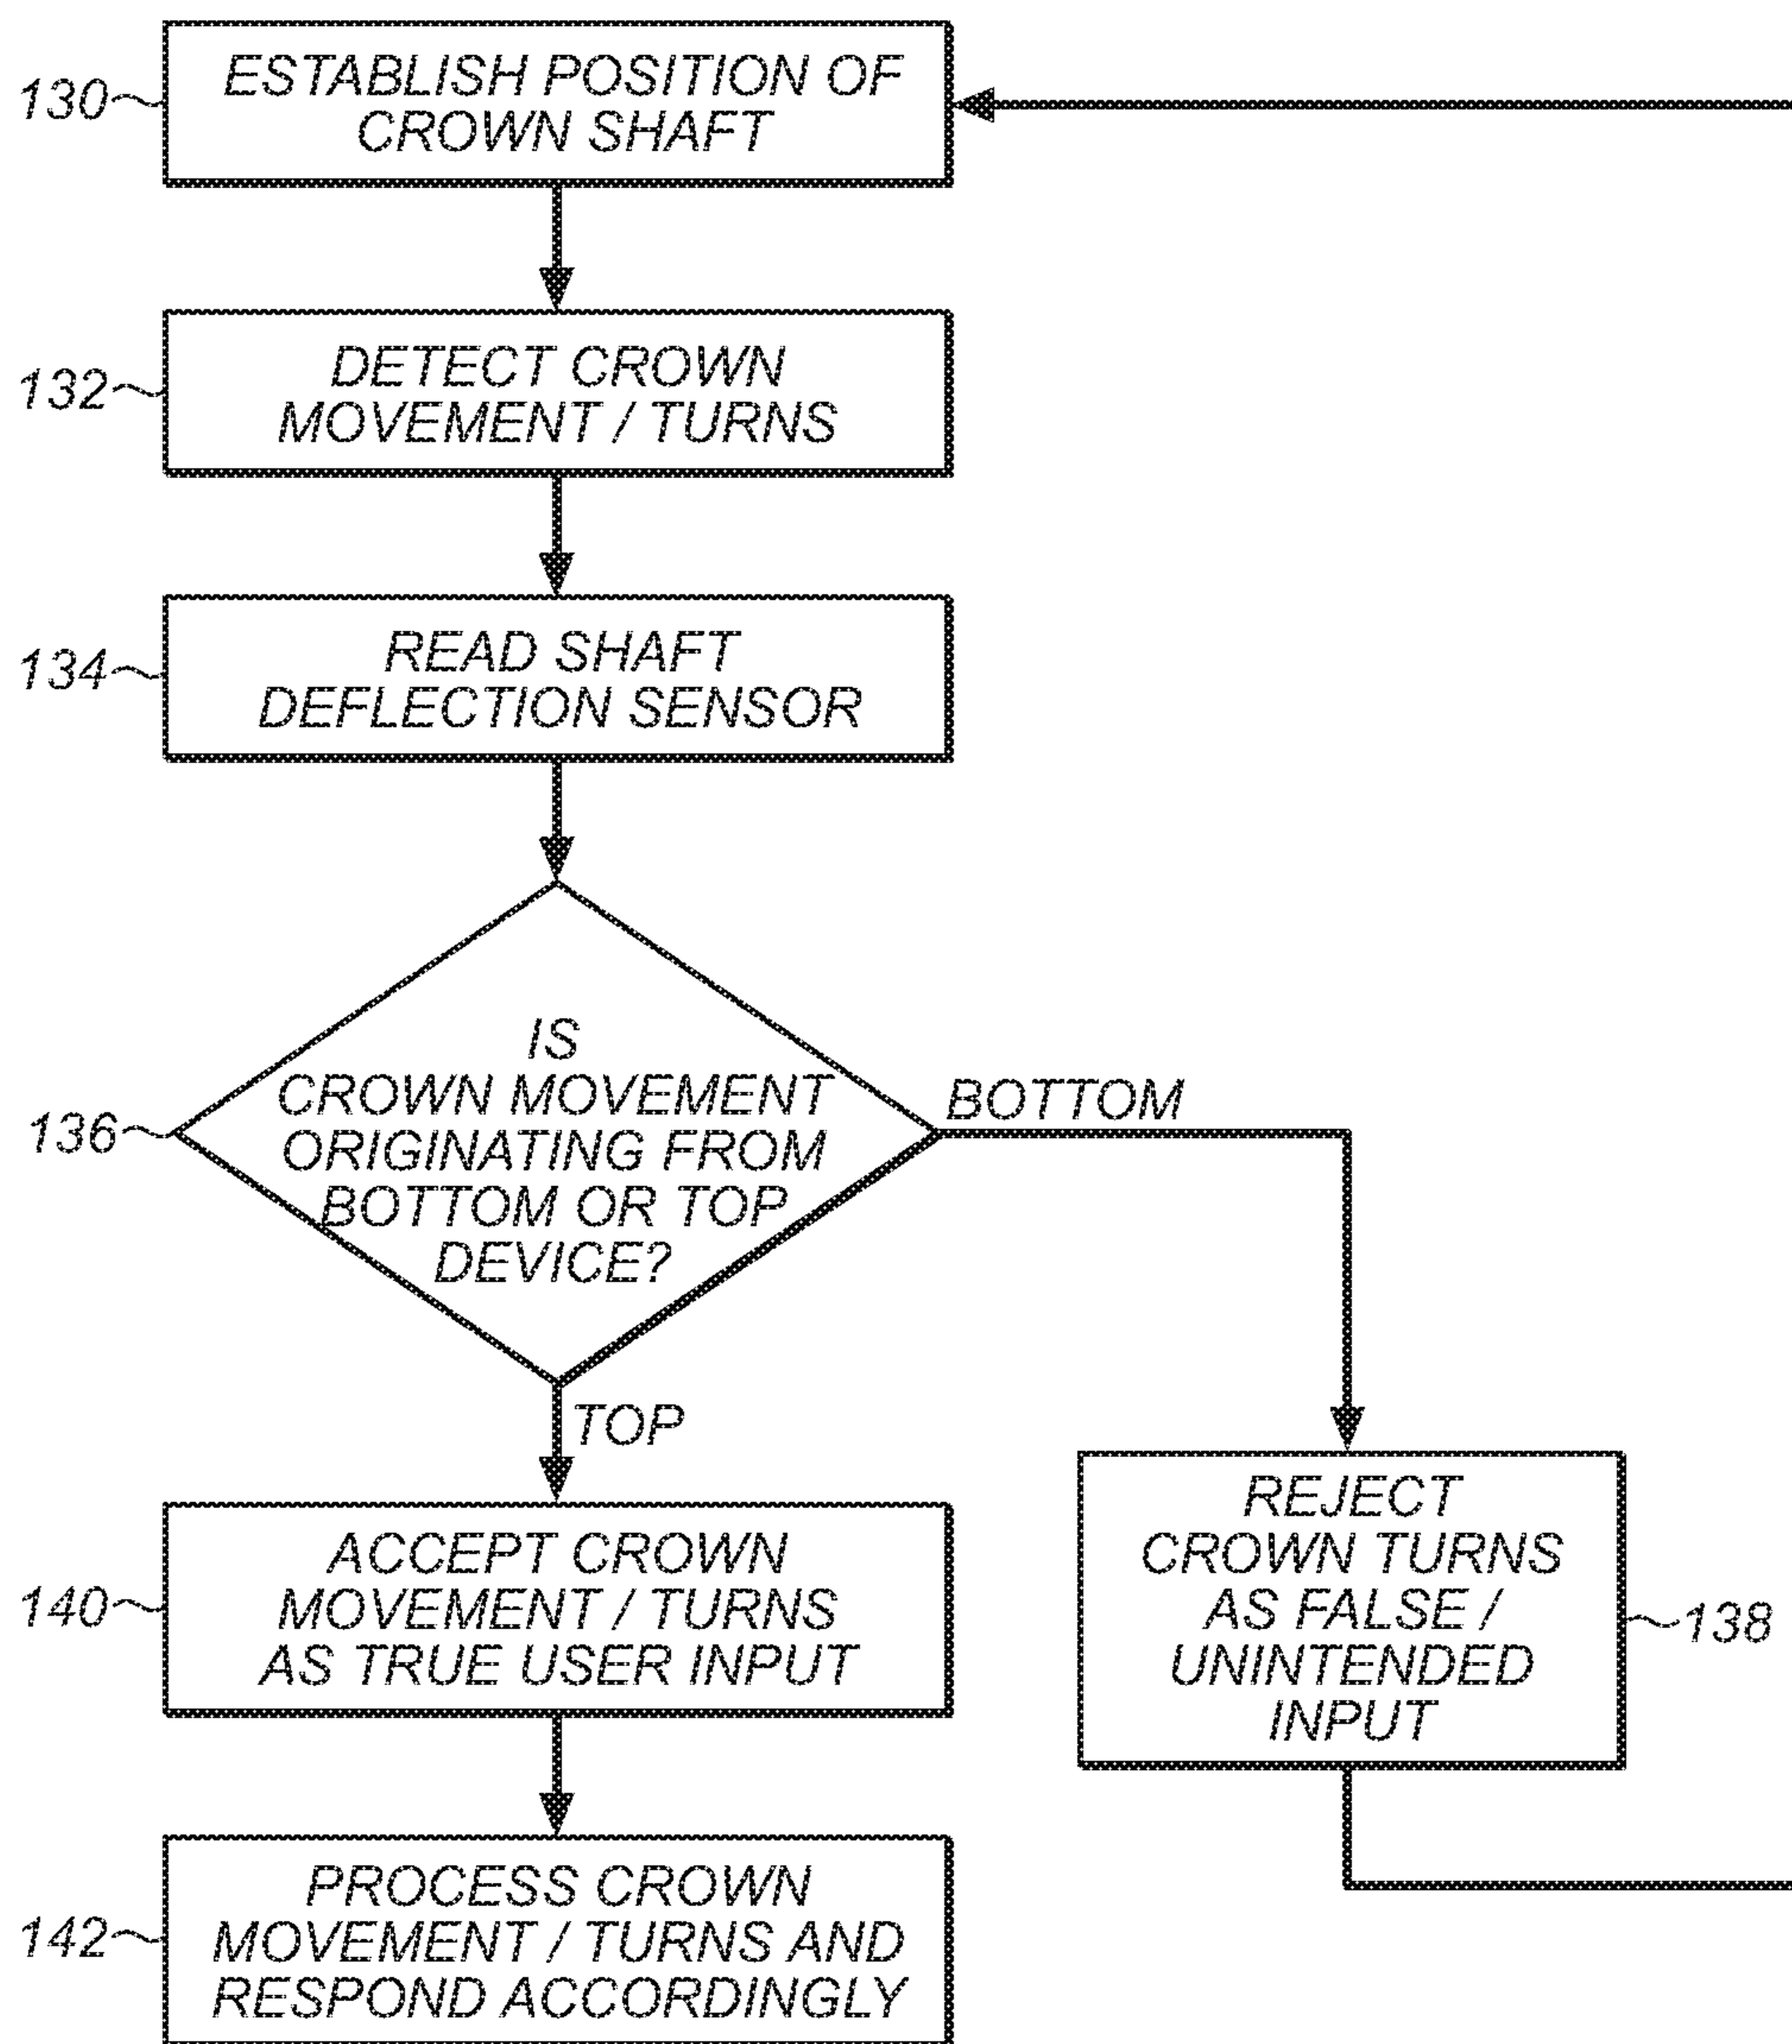 130
ESTABLISH POSITION OF
CROWN SHAFT
132
DETECT CROWN
MOVEMENT / TURNS
134
READ SHAFT
DEFLECTION SENSOR
136
IS
CROWN MOVEMENT
ORIGINATING FROM
BOTTOM OR TOP
DEVICE?
BOTTOM
TOP
REJECT
CROWN TURNS
AS FALSE /
UNINTENDED
INPUT
138
140
ACCEPT CROWN
MOVEMENT / TURNS
AS TRUE USER INPUT
142
PROCESS CROWN
MOVEMENT / TURNS AND
RESPOND ACCORDINGLY